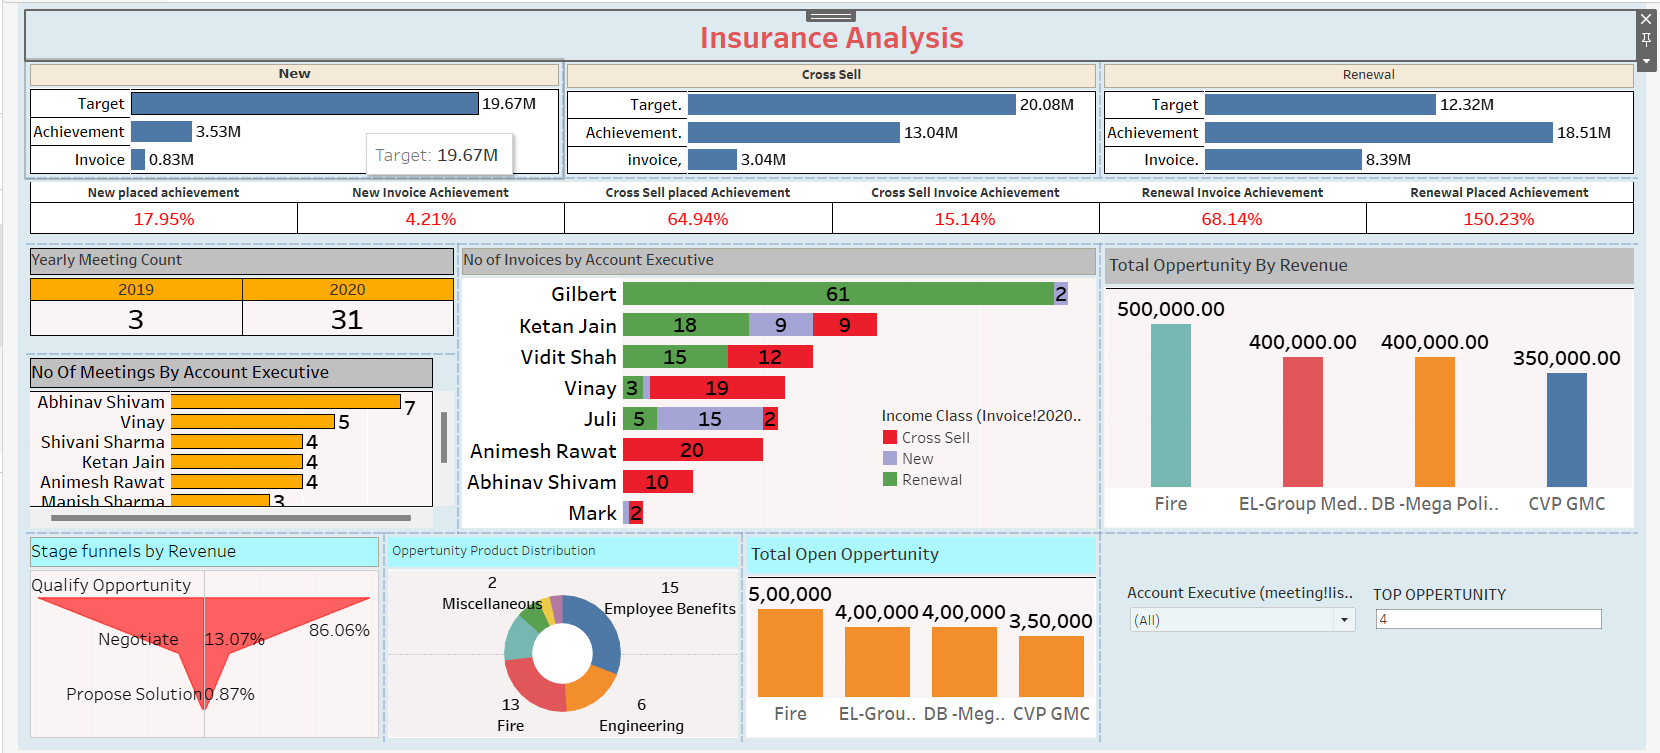 Insurance Analysis
New
Target 19.67M
Achievement 3.53M
Invoice 0.83M
Target: 19.67M
Cross Sell
Target. 20.08M
Achievement. 13.04M
invoice, 3.04M
Renewal
Target 12.32M
Achievement 18.51M
Invoice. 8.39M
New placed achievement New Invoice Achievement Cross Sell placed Achievement Cross Sell Invoice Achievement Renewal Invoice Achievement Renewal Placed Achievement
17.95% 4.21% 64.94% 15.14% 68.14% 150.23%
Yearly Meeting Count
2019 2020
3 31
No Of Meetings By Account Executive
Abhinav Shivam 7
Vinay 5
Shivani Sharma 4
Ketan Jain 4
Animesh Rawat 4
Manish Sharma 3
No of Invoices by Account Executive
Gilbert 61 2
Ketan Jain 18 9 9
Vidit Shah 15 12
Vinay 3 19
Juli 5 15 2
Animesh Rawat 20
Abhinav Shivam 10
Mark 2
Income Class (Invoice!2020..
Cross Sell
New
Renewal
Total Opportunity By Revenue
500,000.00
400,000.00 400,000.00
350,000.00
Fire EL-Group Med.. DB -Mega Poli.. CVP GMC
Stage funnels by Revenue
Qualify Opportunity
86.06%
Negotiate 13.07%
Propose Solution 0.87%
Oppertunity Product Distribution
2
Miscellaneous
15
Employee Benefits
13
Fire
6
Engineering
Total Open Oppertunity
5,00,000
4,00,000 4,00,000
3,50,000
Fire EL-Grou.. DB -Meg.. CVP GMC
Account Executive (meeting!lis..
(All)
TOP OPPERTUNITY
4